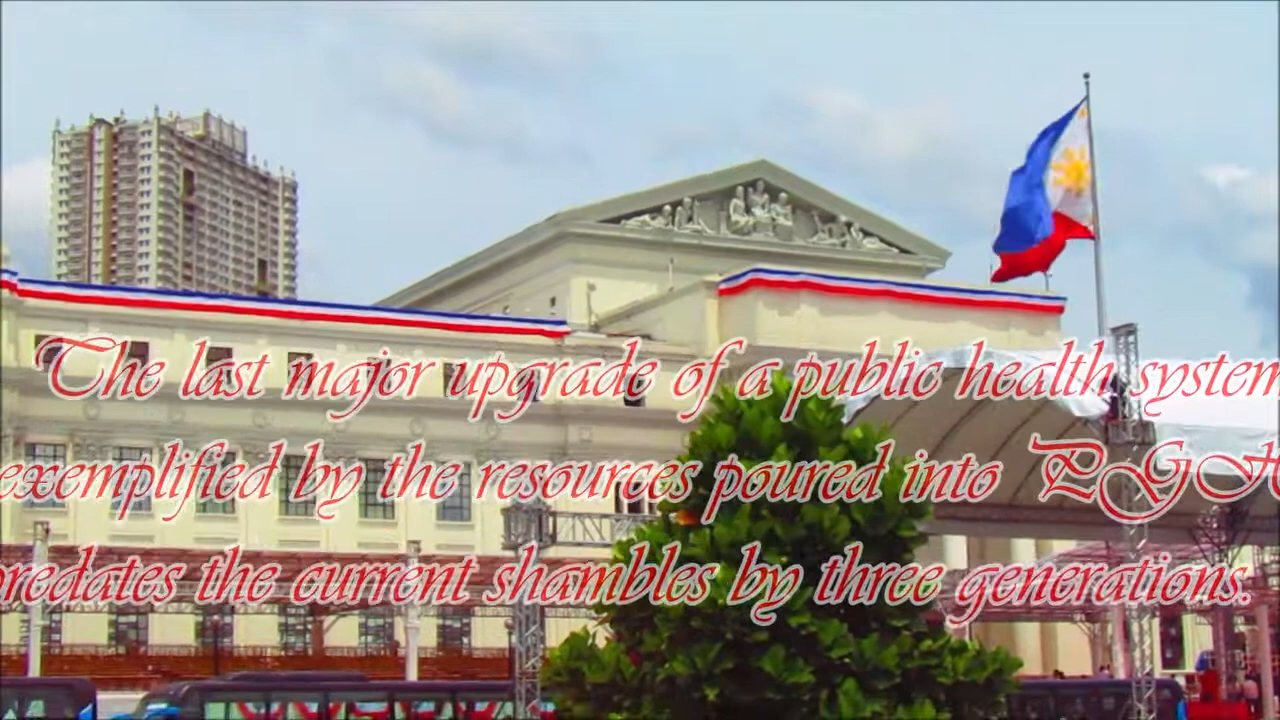 The last major upgrade of a public health system
exemplified by the resources poured into PGH
predates the current shambles by three generations.